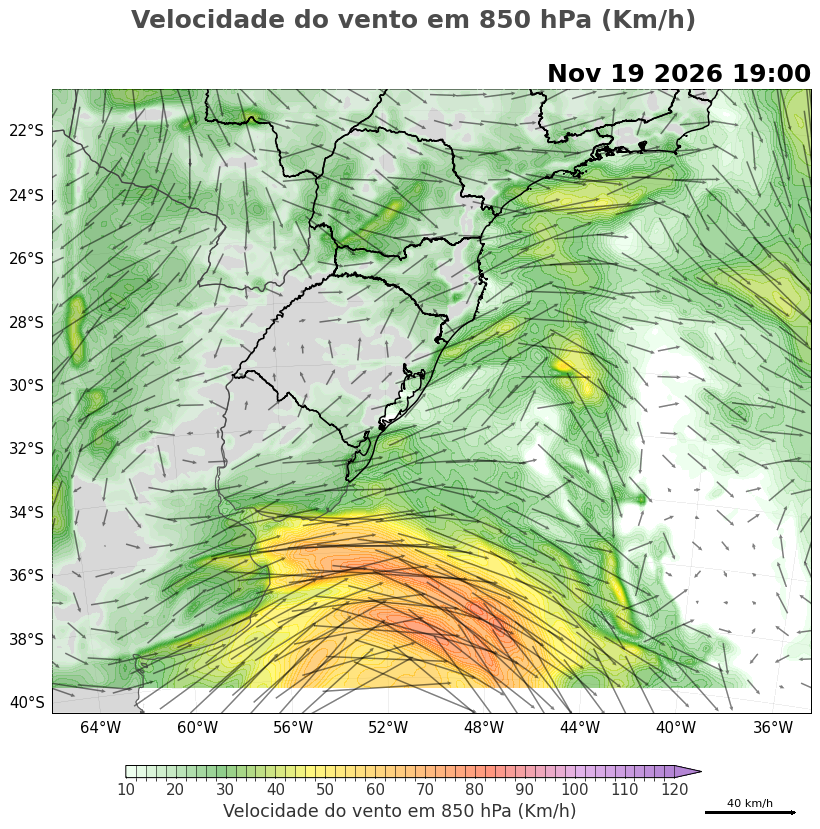 Velocidade do vento em 850 hPa (Km/h)
Nov 19 2026 19:00
22°S
24°S
26°S
28°S
30°S
32°S
34°S
36°S
38°S
40°S
64°W 60°W 56°W 52°W 48°W 44°W 40°W 36°W
10 20 30 40 50 60 70 80 90 100 110 120
Velocidade do vento em 850 hPa (Km/h)
40 km/h